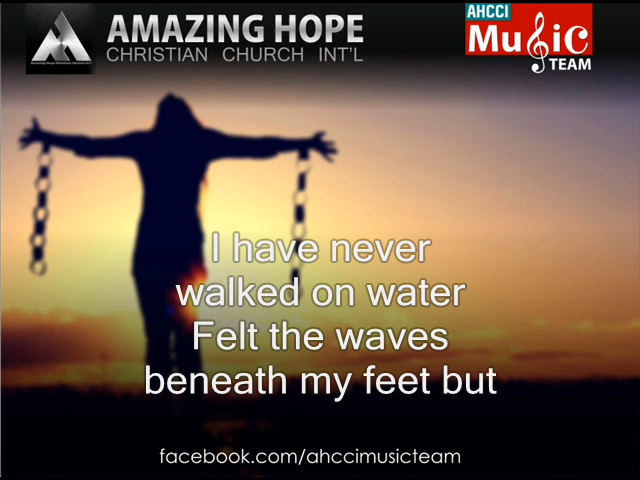 AMAZING HOPE
CHRISTIAN CHURCH INT'L
AHCCI
Music
TEAM
I have never
walked on water
Felt the waves
beneath my feet but
facebook.com/ahccimusicteam